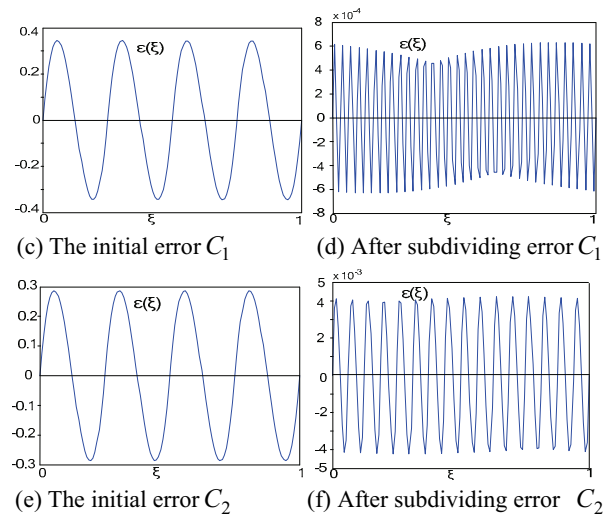 0.4
0.2
0
-0.2
-0.4
ε(ξ)
0 ξ 1
× 10⁻⁴
8
6
4
2
0
-2
-4
-6
-8
ε(ξ)
0 ξ 1
(c) The initial error C₁
(d) After subdividing error C₁
0.3
0.2
0.1
0
-0.1
-0.2
-0.3
ε(ξ)
0 ξ 1
× 10⁻³
5
4
2
0
-2
-4
-5
ε(ξ)
0 ξ 1
(e) The initial error C₂
(f) After subdividing error C₂